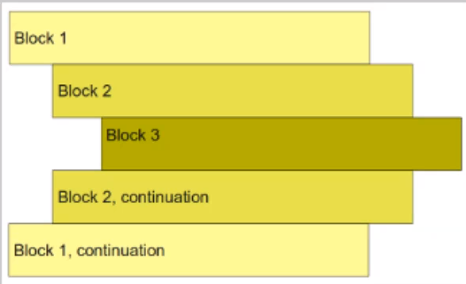 Block 1
Block 2
Block 3
Block 2, continuation
Block 1, continuation